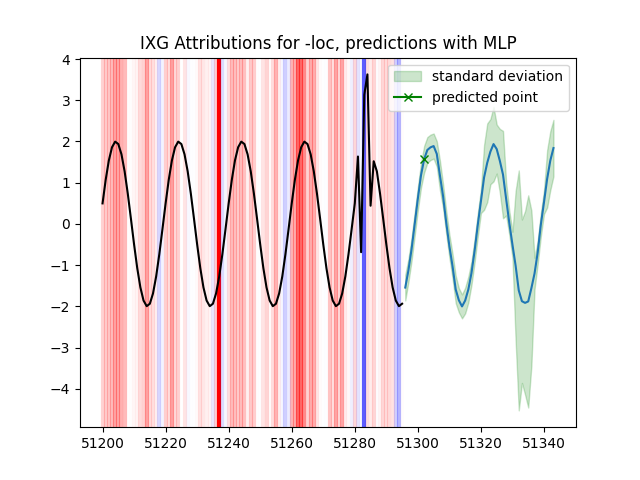 IXG Attributions for -loc, predictions with MLP
standard deviation
predicted point
4
3
2
1
0
−1
−2
−3
−4
51200 51220 51240 51260 51280 51300 51320 51340